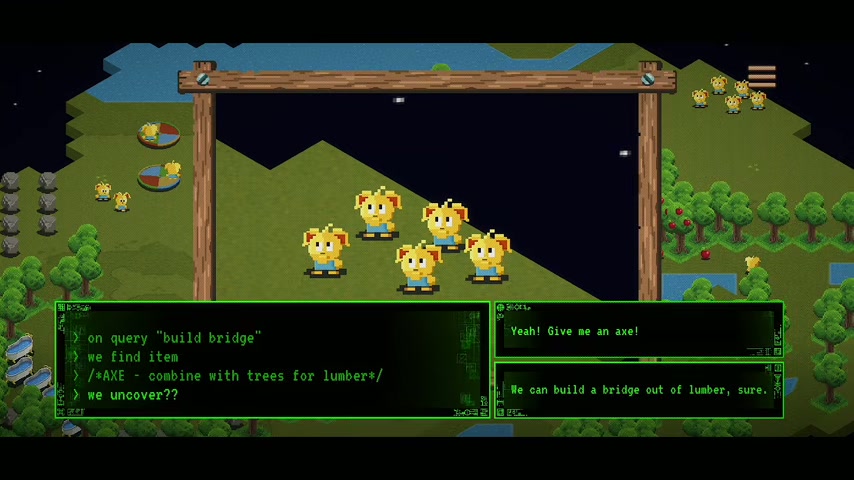 > on query "build bridge"
> we find item
> /*AXE - combine with trees for lumber*/
> we uncover??
Yeah! Give me an axe!
We can build a bridge out of lumber, sure.